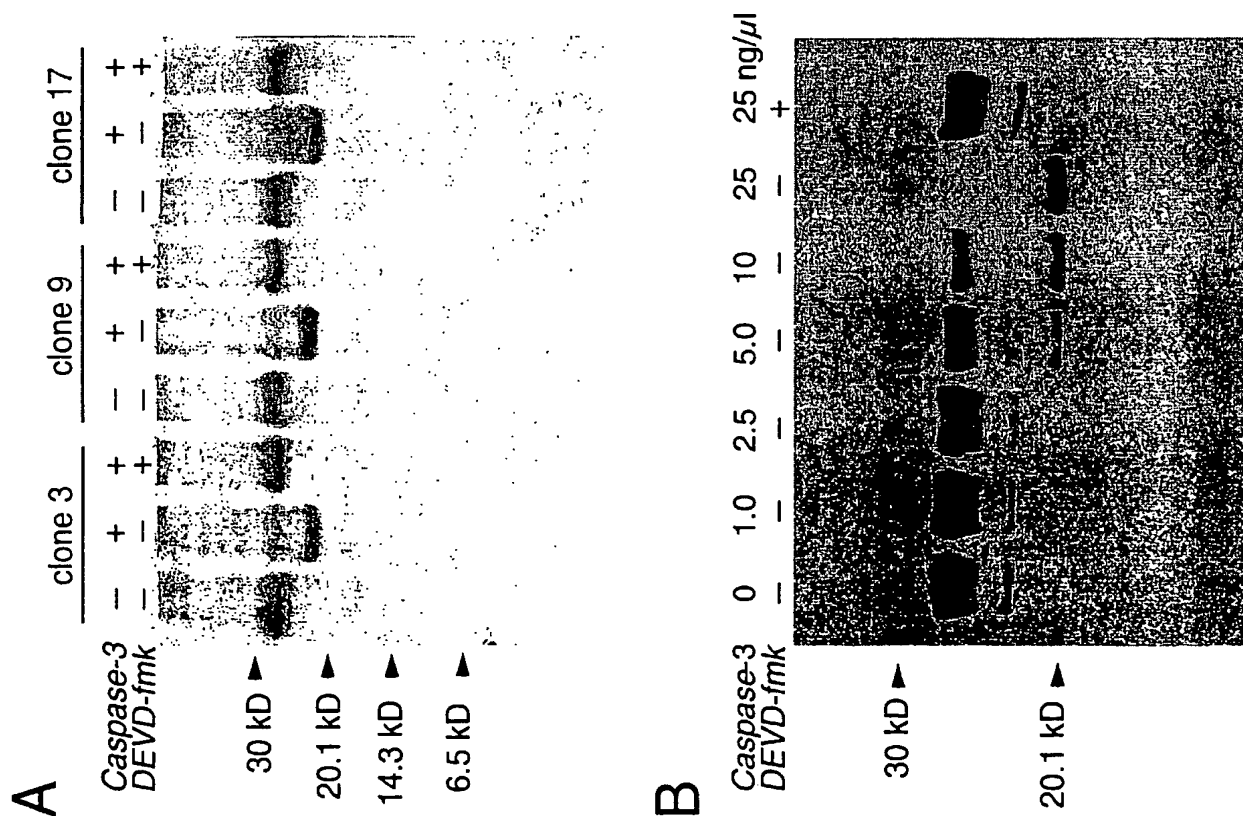 A
clone 3 clone 9 clone 17
Caspase-3 − + + − + + − + +
DEVD-fmk − − + − − + − − +
30 kD
20.1 kD
14.3 kD
6.5 kD
B
Caspase-3 0 1.0 2.5 5.0 10 25 25 ng/µl
DEVD-fmk − − − − − − +
30 kD
20.1 kD